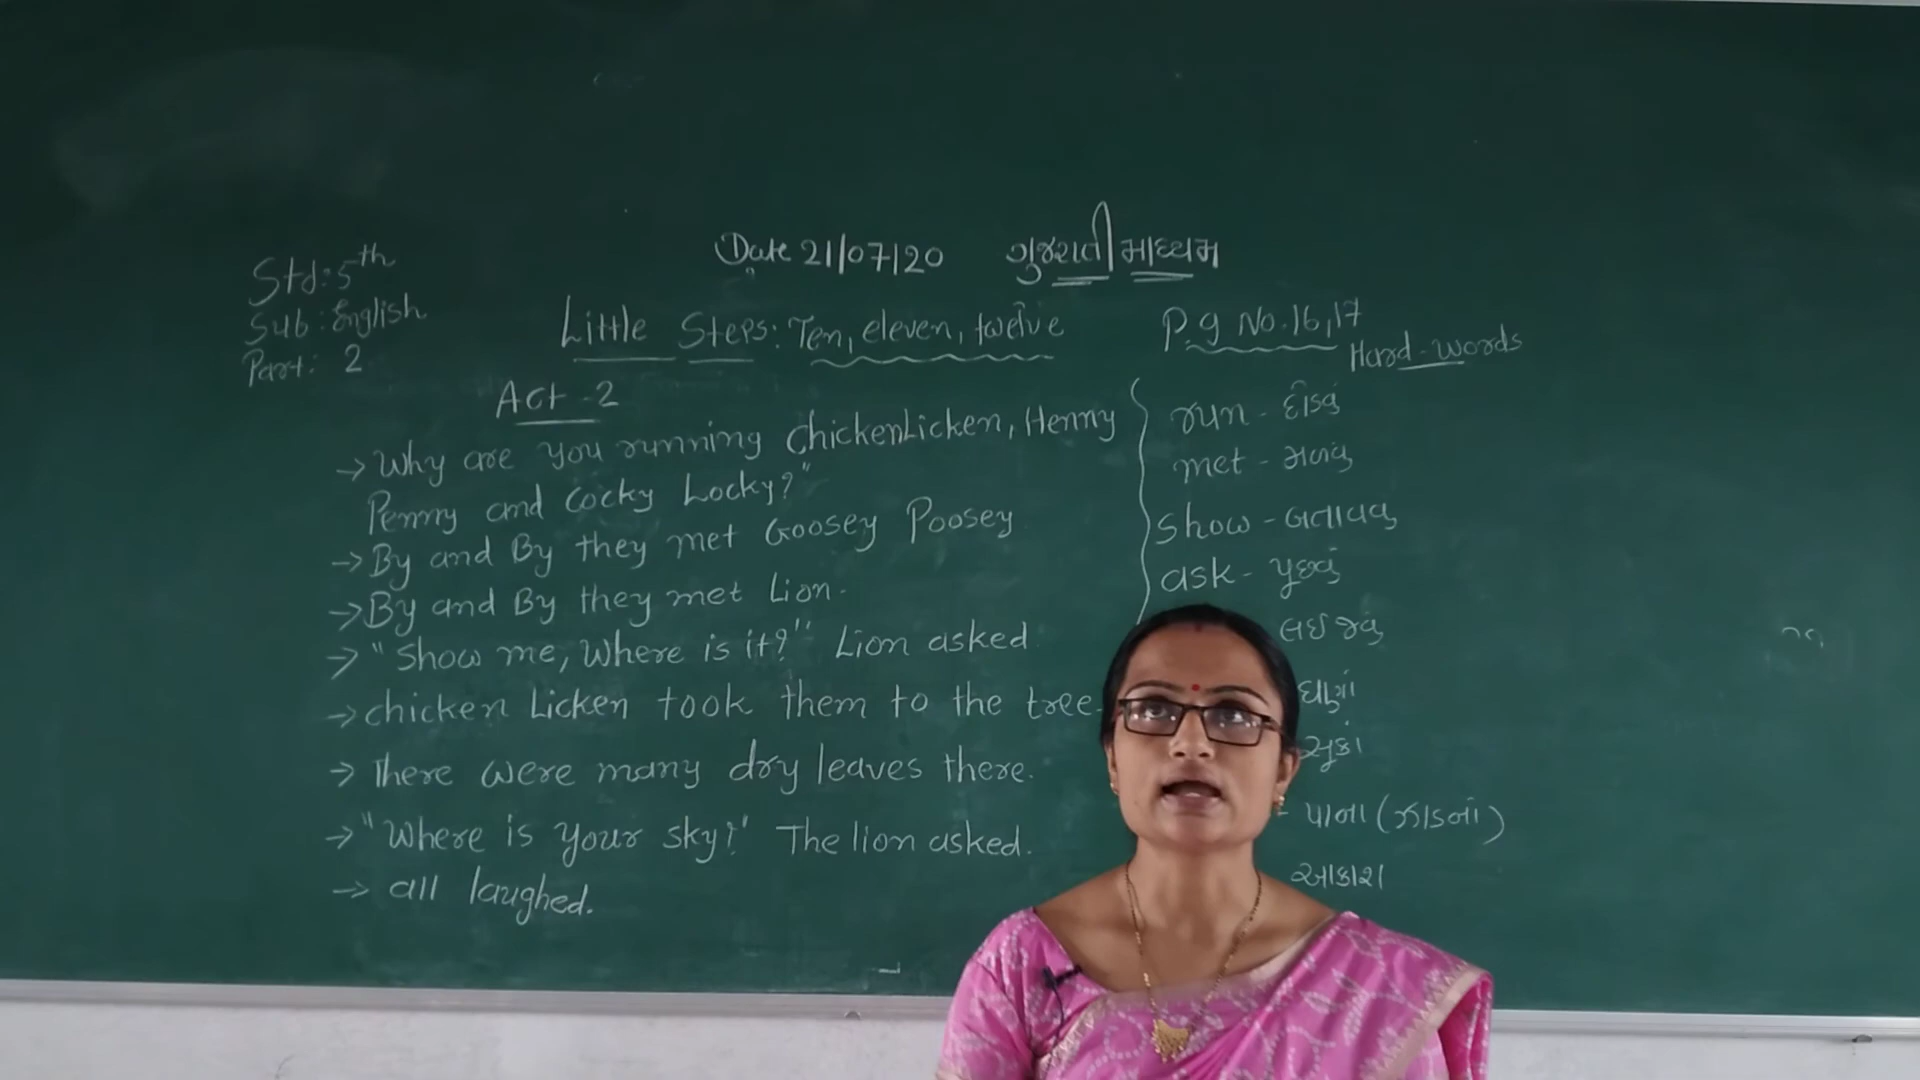 Date 21/07/20 ગુજરાતી માધ્યમ
Std: 5th
Sub: English
Part: 2
Little Steps: Ten, eleven, twelve
P.g No. 16, 17
Act - 2
→ Why are you running chickenLicken, Henny
Penny and Cocky Locky?"
→ By and By they met Goosey Poosey
→ By and By they met Lion.
→ "Show me, Where is it?" Lion asked
→ chicken Licken took them to the tree.
→ There were many dry leaves there.
→ "Where is your sky?" The lion asked.
→ all laughed.
Hard-words
run - દોડવું
met - મળવું
show - બતાવવું
ask - પૂછવું
લઇ જવું
ઘણાં
સુકાં
- પાના (ઝાડનાં)
આકાશ